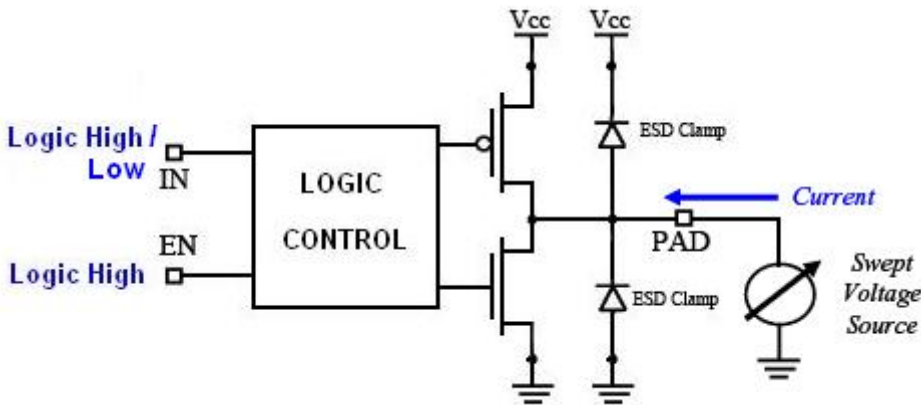 Vcc
Vcc
Logic High /
Low
IN
EN
Logic High
LOGIC
CONTROL
ESD Clamp
ESD Clamp
PAD
Current
Swept
Voltage
Source